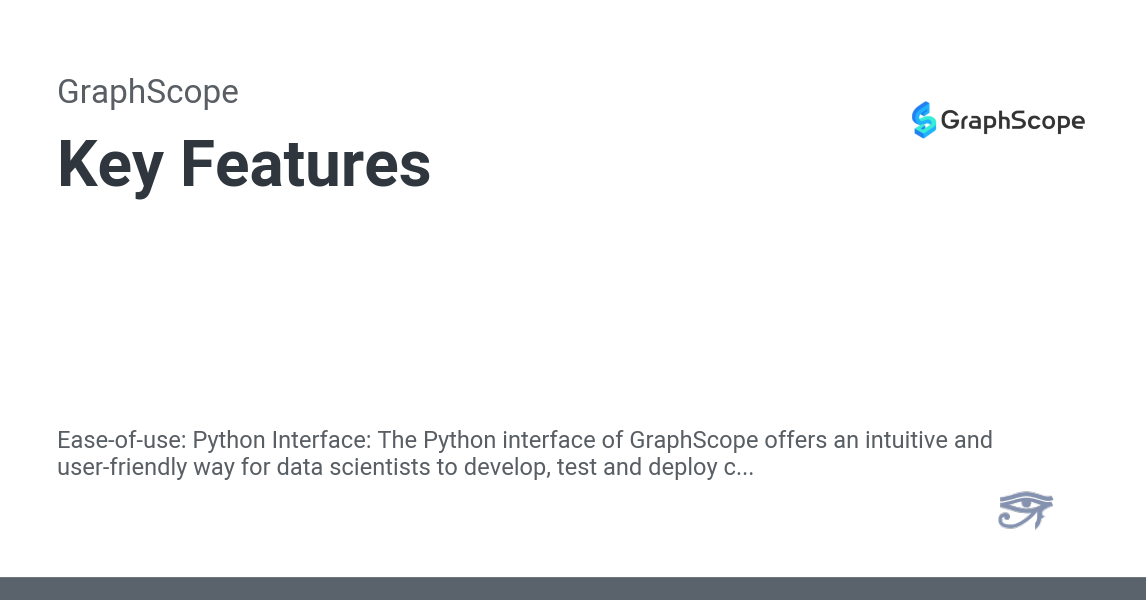 GraphScope
GraphScope
Key Features
Ease-of-use: Python Interface: The Python interface of GraphScope offers an intuitive and
user-friendly way for data scientists to develop, test and deploy c...